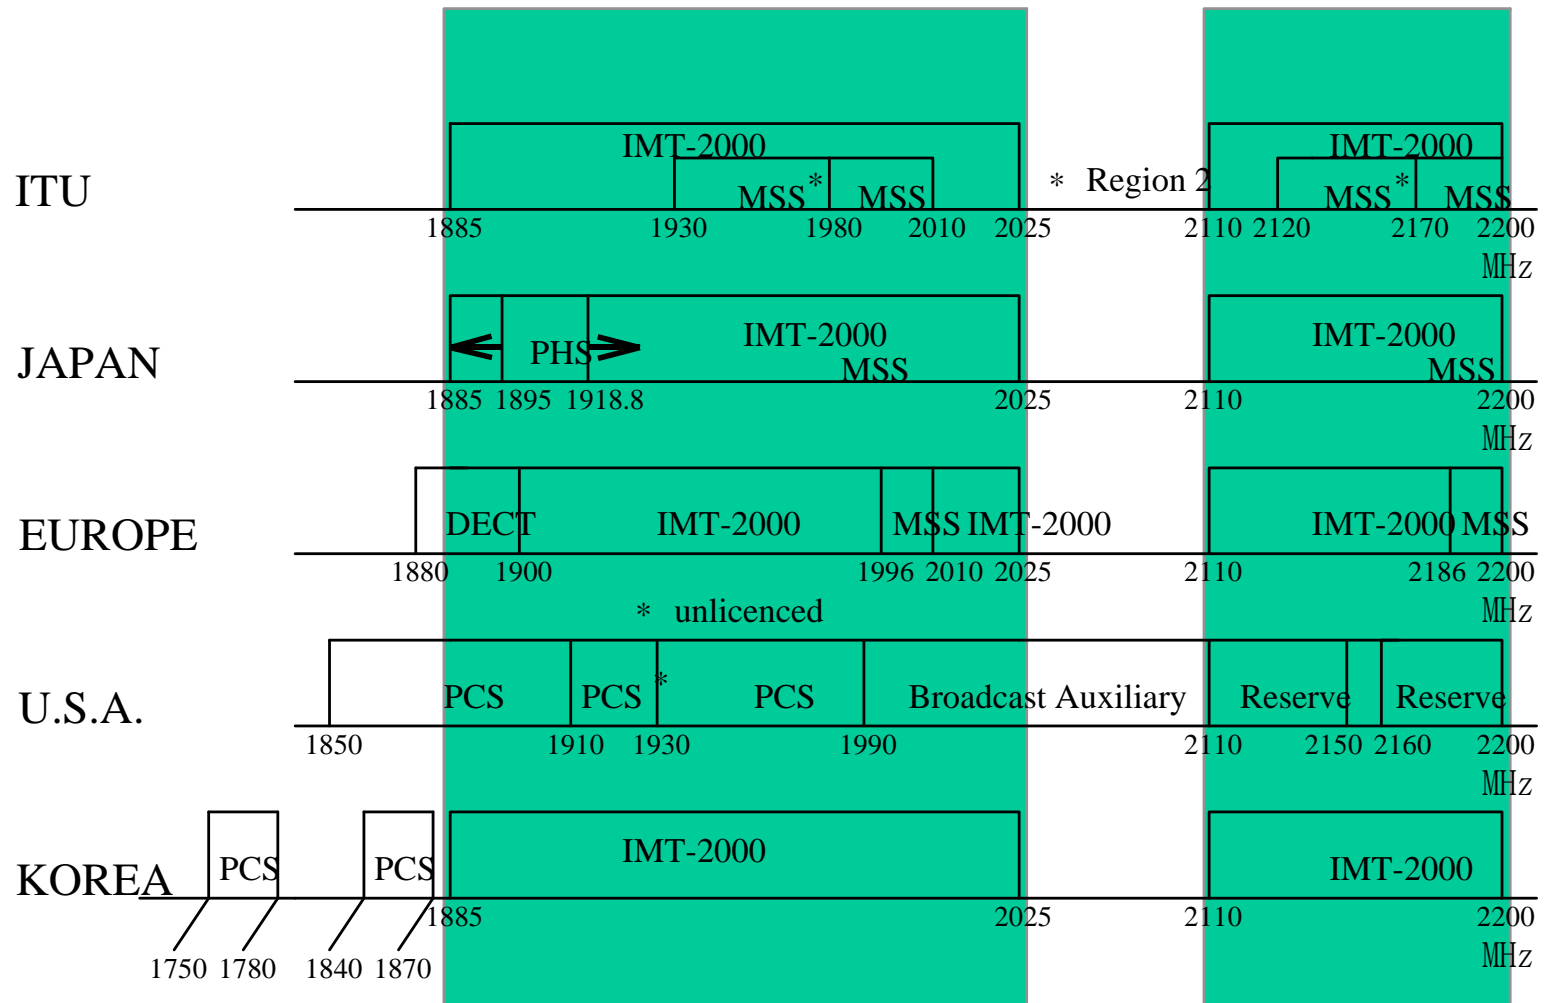 IMT-2000 IMT-2000
ITU MSS* MSS * Region 2 MSS* MSS
1885 1930 1980 2010 2025 2110 2120 2170 2200
MHz
JAPAN PHS IMT-2000 MSS IMT-2000 MSS
1885 1895 1918.8 2025 2110 2200
MHz
EUROPE DECT IMT-2000 MSS IMT-2000 IMT-2000 MSS
1880 1900 1996 2010 2025 2110 2186 2200
* unlicenced MHz
U.S.A. PCS PCS* PCS Broadcast Auxiliary Reserve Reserve
1850 1910 1930 1990 2110 2150 2160 2200
MHz
KOREA PCS PCS IMT-2000 IMT-2000
1885 2025 2110 2200
1750 1780 1840 1870 MHz